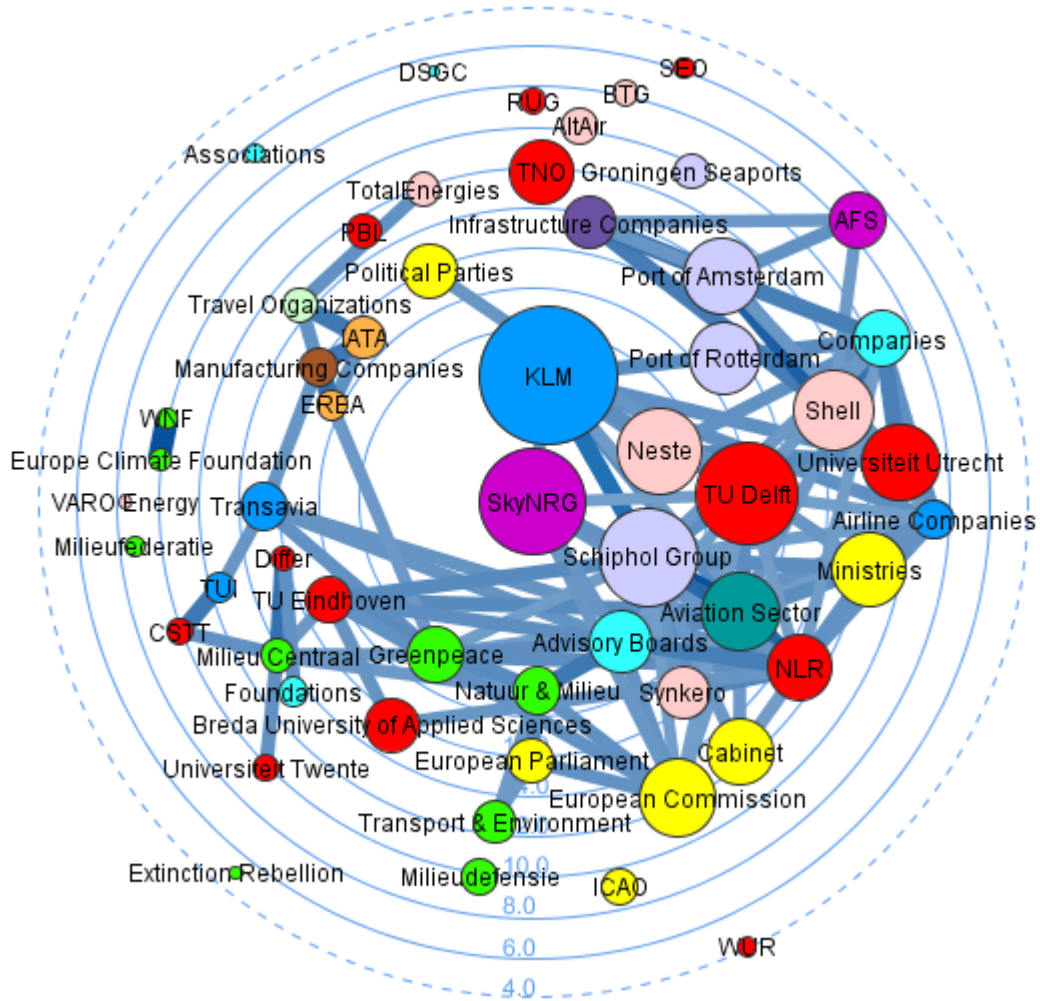 SEO
DSGC
BTG
RUG
AltAir
Associations
TNO
Groningen Seaports
TotalEnergies
AFS
Infrastructure Companies
PBL
Political Parties
Port of Amsterdam
Travel Organizations
IATA
Companies
Port of Rotterdam
Manufacturing Companies
KLM
EREA
Shell
WNF
Neste
Europe Climate Foundation
Universiteit Utrecht
TU Delft
VARO Energy
SkyNRG
Transavia
Airline Companies
Milieufederatie
Schiphol Group
Differ
Ministries
TUI
TU Eindhoven
Aviation Sector
CSTT
Advisory Boards
Milieu Centraal
Greenpeace
NLR
Foundations
Natuur & Milieu
Synkero
Breda University of Applied Sciences
Cabinet
European Parliament
Universiteit Twente
European Commission
Transport & Environment
10.0
Extinction Rebellion
Milieudefensie
ICAO
8.0
6.0
WUR
4.0